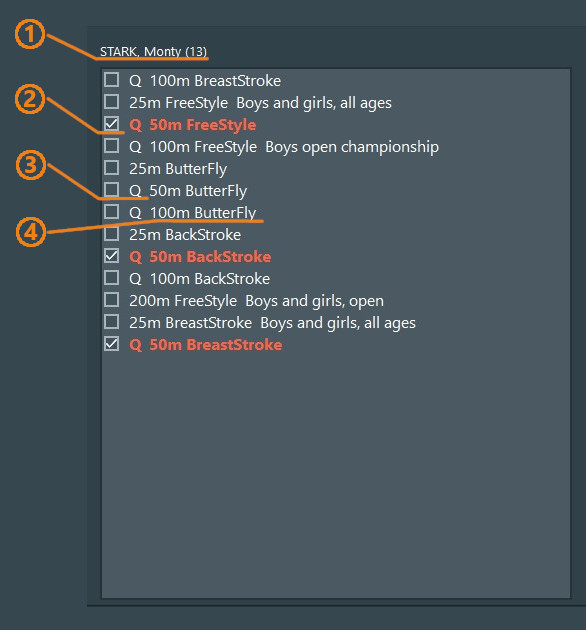 1
STARK, Monty (13)
Q 100m BreastStroke
2
25m FreeStyle Boys and girls, all ages
Q 50m FreeStyle
Q 100m FreeStyle Boys open championship
3
25m ButterFly
Q 50m ButterFly
Q 100m ButterFly
4
25m BackStroke
Q 50m BackStroke
Q 100m BackStroke
200m FreeStyle Boys and girls, open
25m BreastStroke Boys and girls, all ages
Q 50m BreastStroke